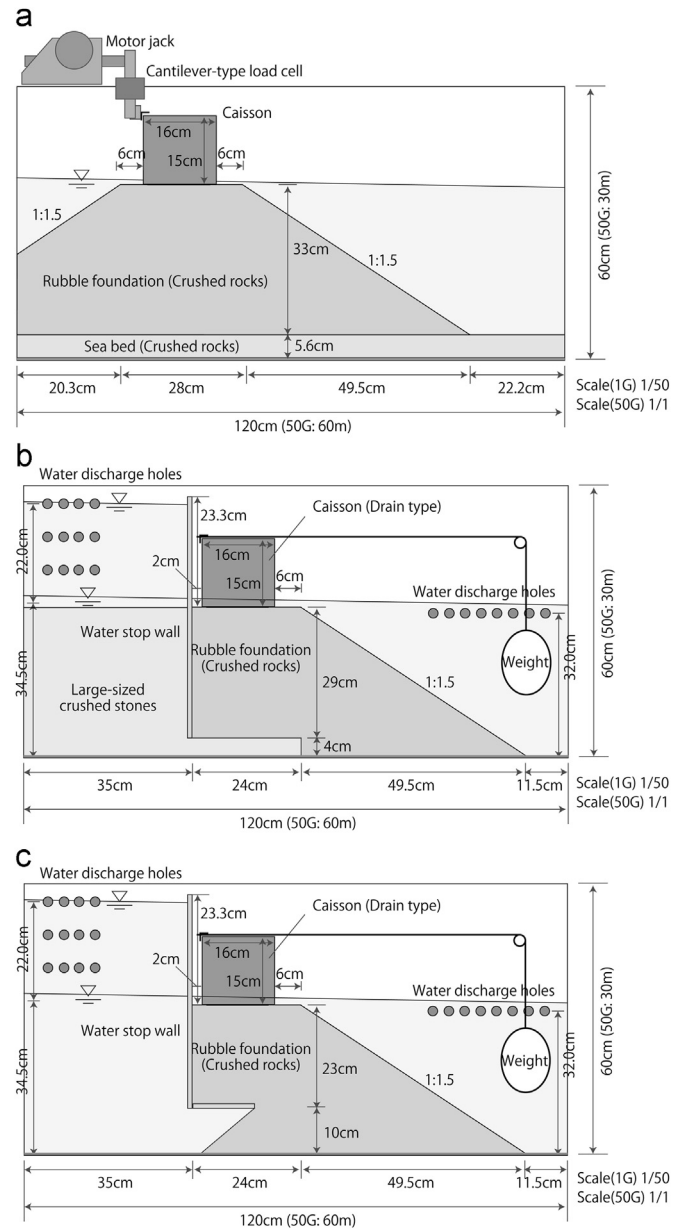 a
Motor jack
Cantilever-type load cell
Caisson
16cm
6cm
15cm
6cm
1:1.5
33cm
1:1.5
Rubble foundation (Crushed rocks)
60cm (50G: 30m)
Sea bed (Crushed rocks)
5.6cm
20.3cm
28cm
49.5cm
22.2cm
Scale(1G) 1/50
Scale(50G) 1/1
120cm (50G: 60m)
b
Water discharge holes
23.3cm
Caisson (Drain type)
22.0cm
16cm
2cm
15cm
6cm
Water discharge holes
Water stop wall
Rubble foundation
(Crushed rocks)
Weight
32.0cm
60cm (50G: 30m)
34.5cm
Large-sized
crushed stones
29cm
1:1.5
4cm
35cm
24cm
49.5cm
11.5cm
Scale(1G) 1/50
Scale(50G) 1/1
120cm (50G: 60m)
c
Water discharge holes
23.3cm
Caisson (Drain type)
22.0cm
16cm
2cm
15cm
6cm
Water discharge holes
Water stop wall
Rubble foundation
(Crushed rocks)
Weight
32.0cm
60cm (50G: 30m)
34.5cm
23cm
1:1.5
10cm
35cm
24cm
49.5cm
11.5cm
Scale(1G) 1/50
Scale(50G) 1/1
120cm (50G: 60m)